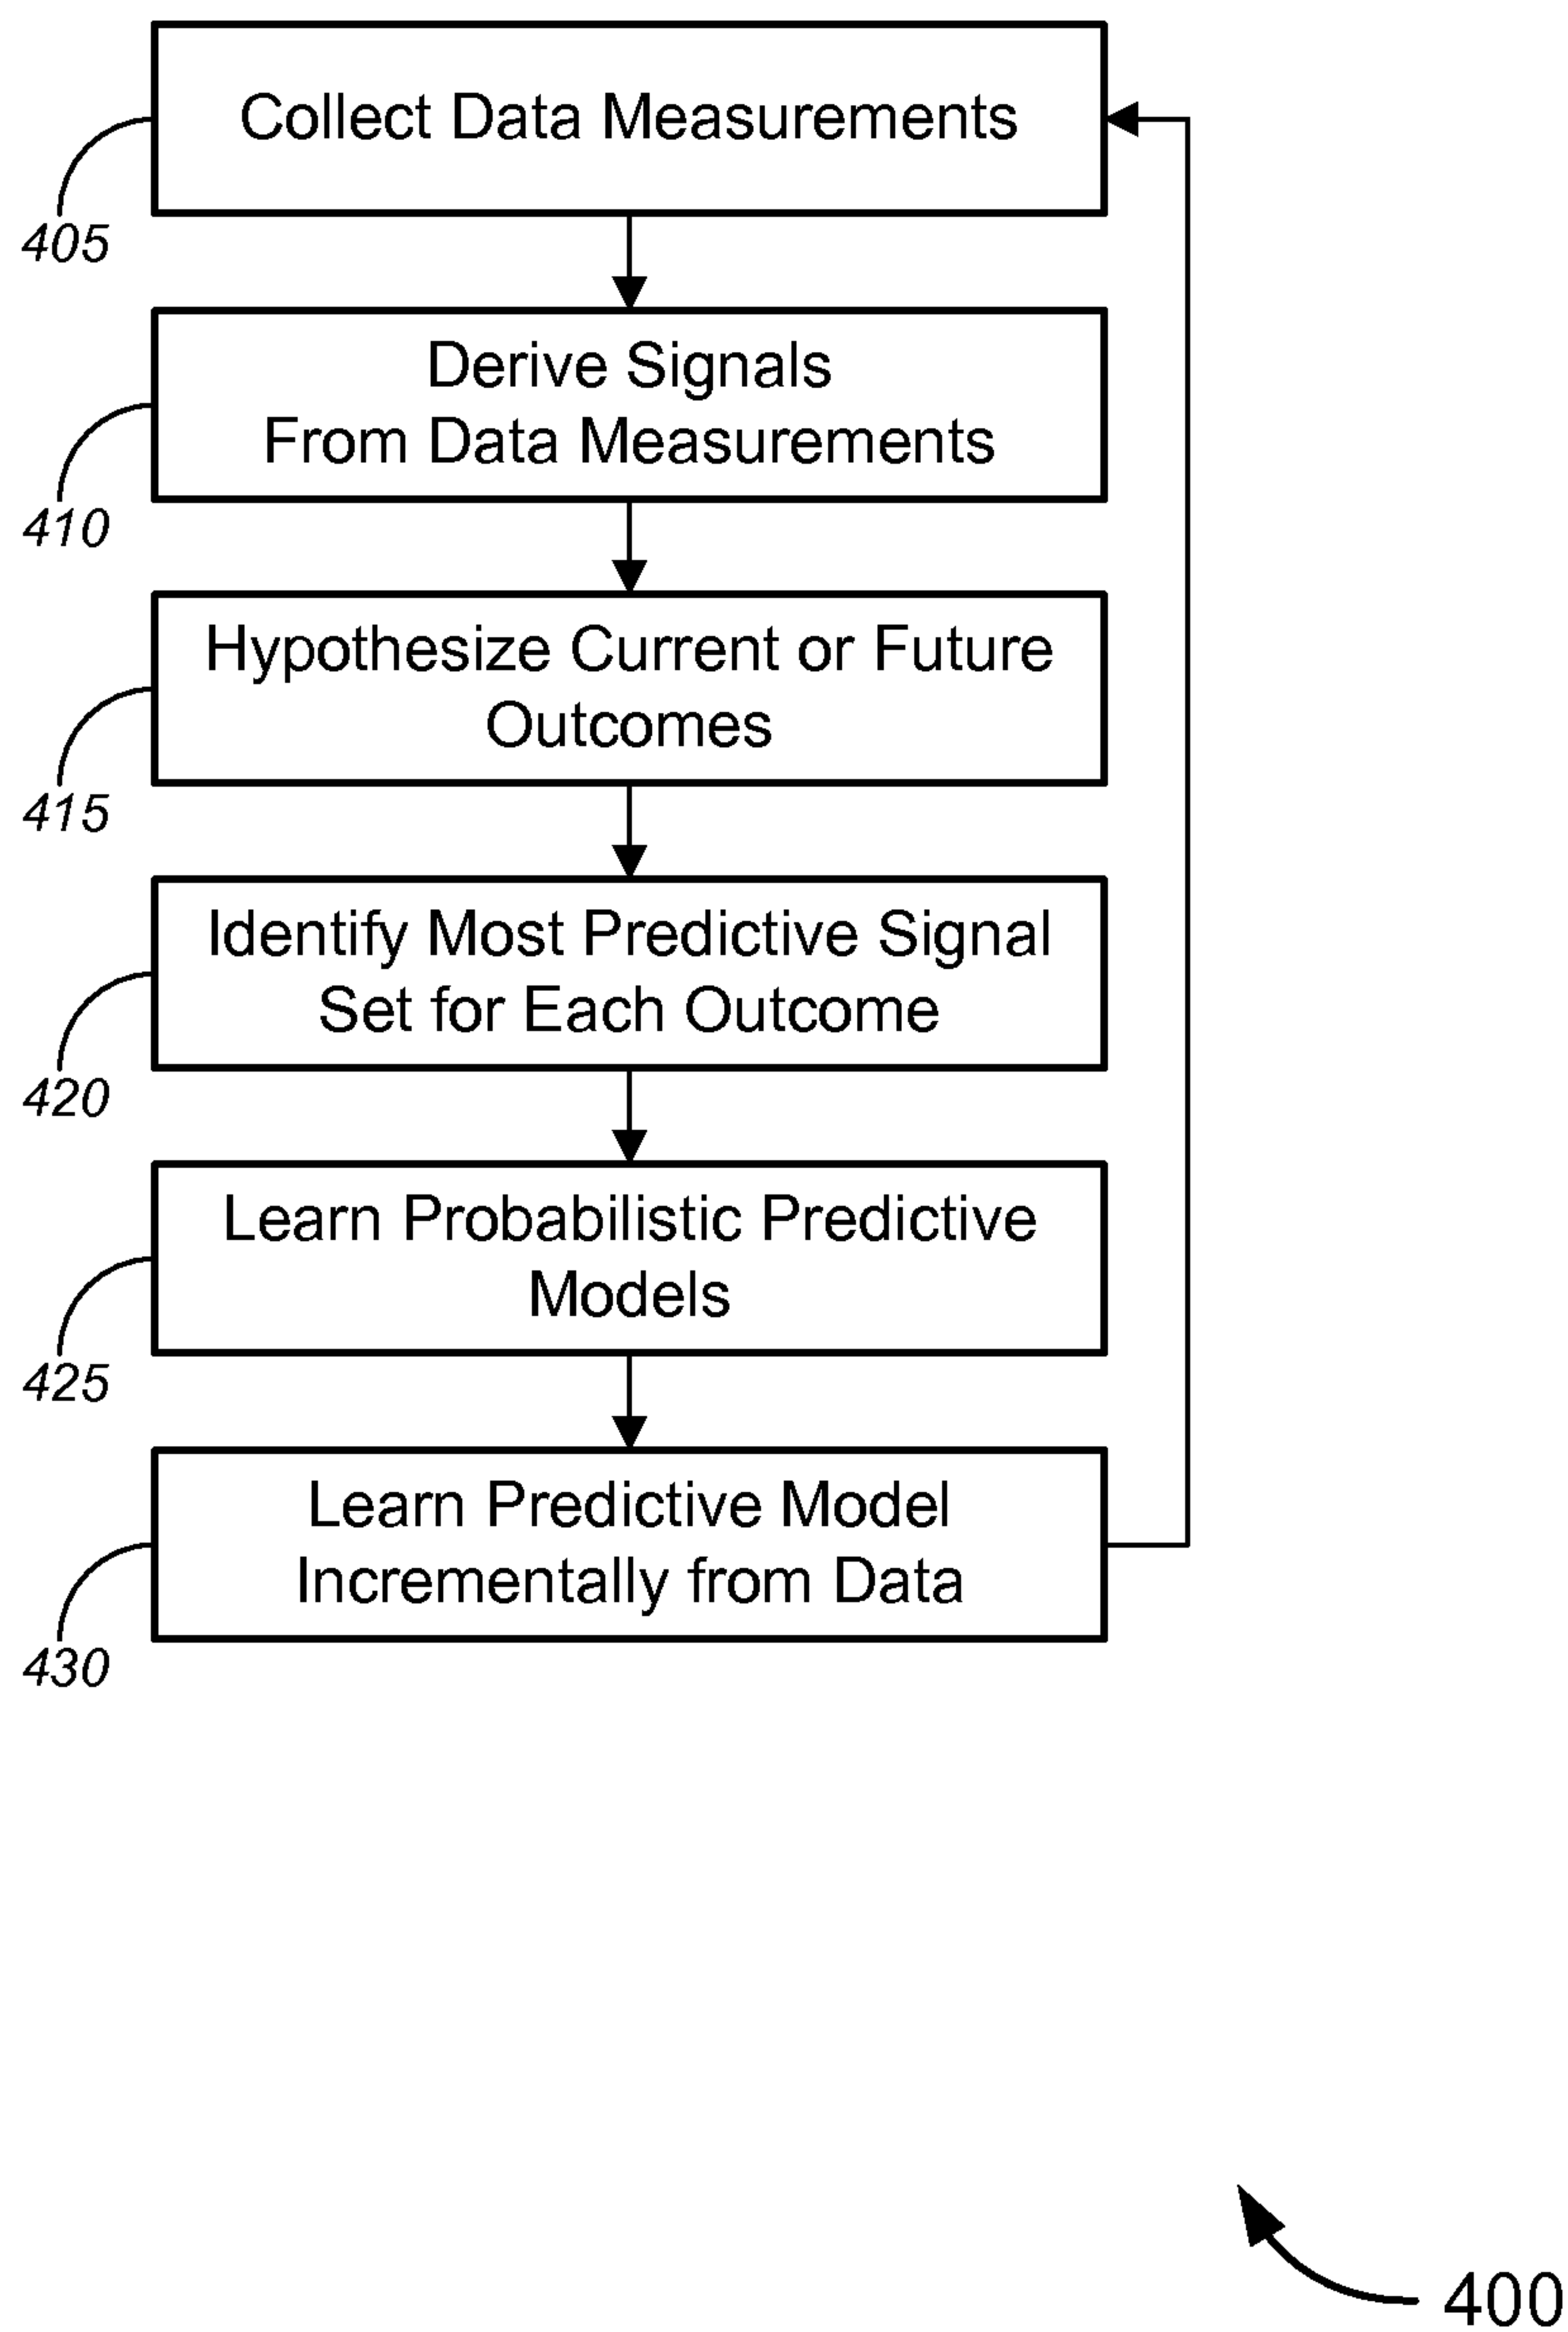 Collect Data Measurements
405
Derive Signals
From Data Measurements
410
Hypothesize Current or Future
Outcomes
415
Identify Most Predictive Signal
Set for Each Outcome
420
Learn Probabilistic Predictive
Models
425
Learn Predictive Model
Incrementally from Data
430
400